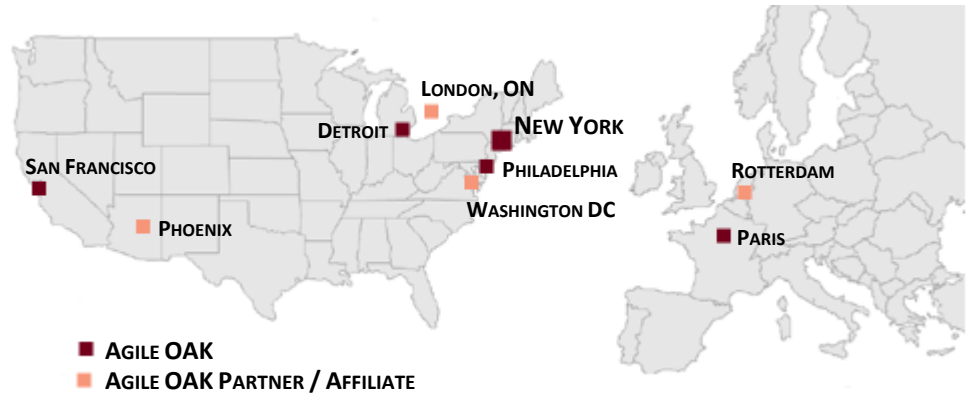 LONDON, ON
DETROIT
NEW YORK
SAN FRANCISCO
PHILADELPHIA
ROTTERDAM
WASHINGTON DC
PHOENIX
PARIS
AGILE OAK
AGILE OAK PARTNER / AFFILIATE